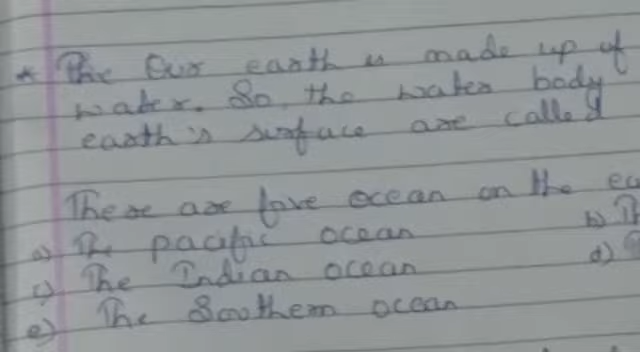 * The Our earth is made up of
water. So the water body
earth's surface are called
There are five ocean on the
a) The pacific ocean b)
c) The Indian ocean d)
e) The Southern ocean